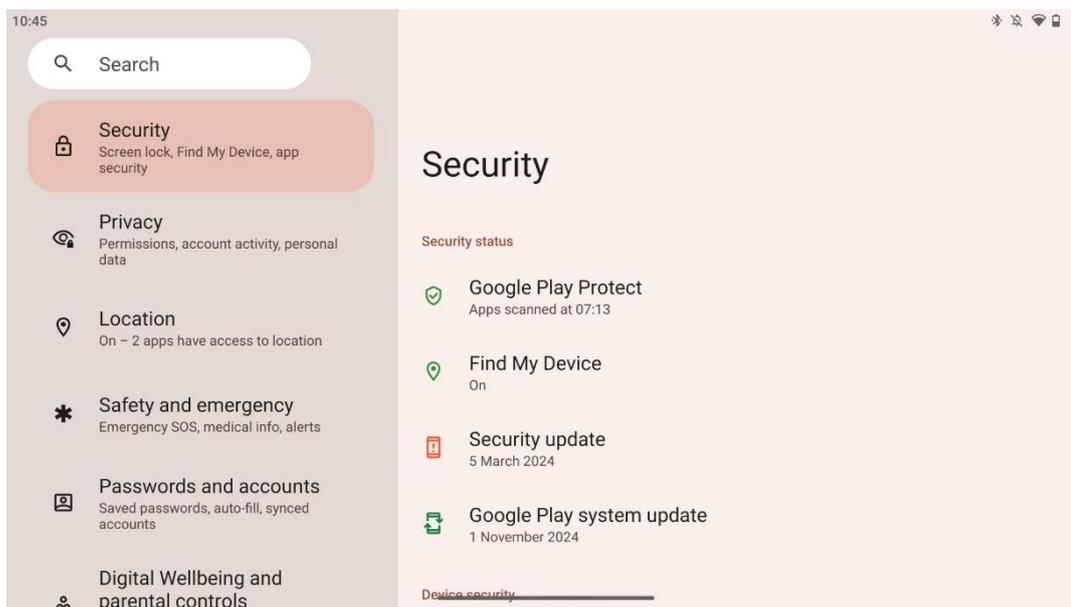 10:45
Search
Security
Screen lock, Find My Device, app
security
Privacy
Permissions, account activity, personal
data
Location
On – 2 apps have access to location
Safety and emergency
Emergency SOS, medical info, alerts
Passwords and accounts
Saved passwords, auto-fill, synced
accounts
Digital Wellbeing and
parental controls
Security
Security status
Google Play Protect
Apps scanned at 07:13
Find My Device
On
Security update
5 March 2024
Google Play system update
1 November 2024
Device security